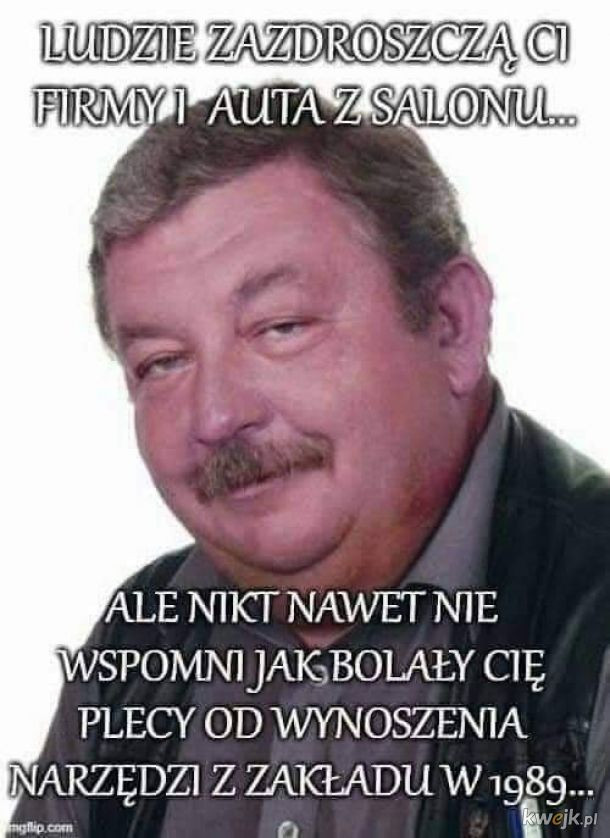 LUDZIE ZAZDROSZCZĄ CI
FIRMY I AUTA Z SALONU...
ALE NIKT NAWET NIE
WSPOMNI JAK BOLAŁY CIĘ
PLECY OD WYNOSZENIA
NARZĘDZI Z ZAKŁADU W 1989...
imgflip.com
kwejk.pl